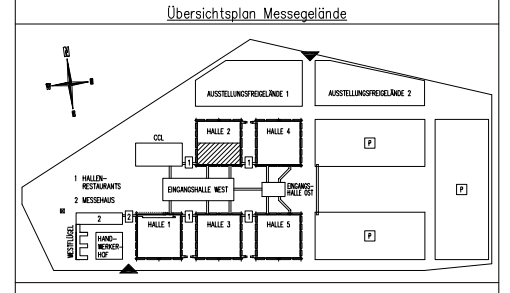 Übersichtsplan Messegelände
N
AUSSTELLUNGSFREIGELÄNDE 1
AUSSTELLUNGSFREIGELÄNDE 2
CCL
HALLE 2
HALLE 4
P
1
1
1 HALLEN-
RESTAURANTS
2 MESSEHAUS
EINGANGSHALLE WEST
EINGANGS-
HALLE OST
P
2
2
1
1
WESTFLÜGEL
HAND-
WERKER-
HOF
HALLE 1
HALLE 3
HALLE 5
P